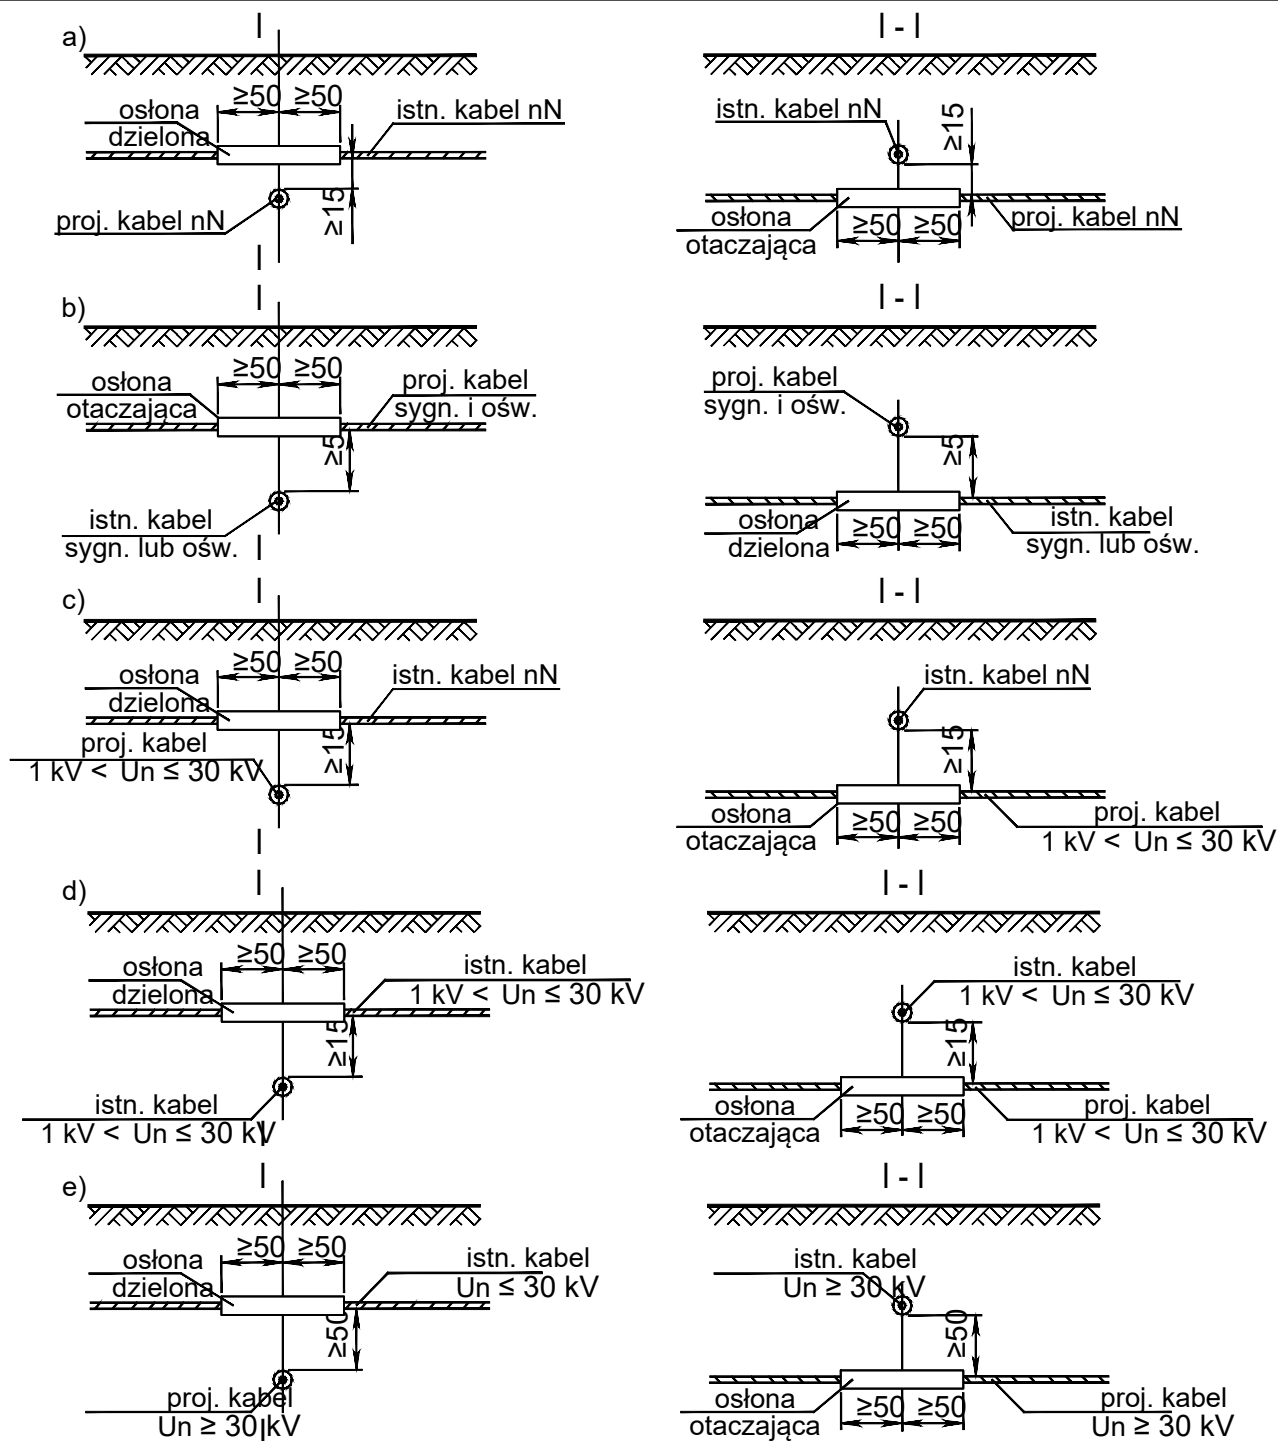 a)
I
I - I
≥50 ≥50
osłona
dzielona
istn. kabel nN
≥15
proj. kabel nN
I
istn. kabel nN
≥15
osłona
otaczająca
≥50 ≥50
proj. kabel nN
b)
I
I - I
≥50 ≥50
osłona
otaczająca
proj. kabel
sygn. i ośw.
≥5
istn. kabel
sygn. lub ośw.
I
proj. kabel
sygn. i ośw.
≥5
osłona
dzielona
≥50 ≥50
istn. kabel
sygn. lub ośw.
c)
I
I - I
≥50 ≥50
osłona
dzielona
istn. kabel nN
≥15
proj. kabel
1 kV < Un ≤ 30 kV
I
istn. kabel nN
≥15
osłona
otaczająca
≥50 ≥50
proj. kabel
1 kV < Un ≤ 30 kV
d)
I
I - I
≥50 ≥50
osłona
dzielona
istn. kabel
1 kV < Un ≤ 30 kV
≥15
istn. kabel
1 kV < Un ≤ 30 kV
I
istn. kabel
1 kV < Un ≤ 30 kV
≥15
osłona
otaczająca
≥50 ≥50
proj. kabel
1 kV < Un ≤ 30 kV
e)
I
I - I
≥50 ≥50
osłona
dzielona
istn. kabel
Un ≤ 30 kV
≥50
proj. kabel
Un ≥ 30 kV
I
istn. kabel
Un ≥ 30 kV
≥50
osłona
otaczająca
≥50 ≥50
proj. kabel
Un ≥ 30 kV